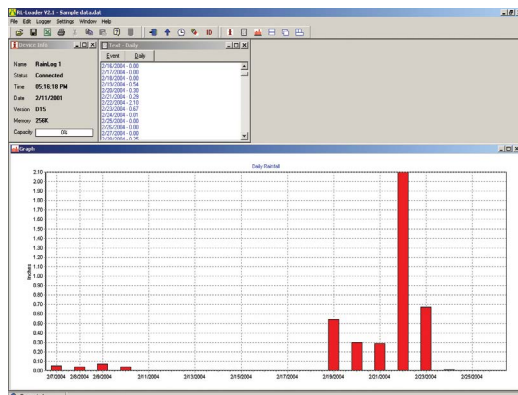 RL-Loader V2.1 - Sample data.dat
File Edit Logger Settings Window Help
Device Info
Name RainLog 1
Status Connected
Time 05:16:18 PM
Date 2/11/2001
Version D15
Memory 256K
Capacity 0%
Text - Daily
Event Daily
2/16/2004 - 0.00
2/17/2004 - 0.00
2/18/2004 - 0.00
2/19/2004 - 0.54
2/20/2004 - 0.30
2/21/2004 - 0.29
2/22/2004 - 2.10
2/23/2004 - 0.67
2/24/2004 - 0.01
2/25/2004 - 0.00
2/26/2004 - 0.00
2/27/2004 - 0.00
Graph
Daily Rainfall
Inches
2.10
2.00
1.90
1.80
1.70
1.60
1.50
1.40
1.30
1.20
1.10
1.00
0.90
0.80
0.70
0.60
0.50
0.40
0.30
0.20
0.10
0.00
2/7/2004 2/8/2004 2/9/2004 2/11/2004 2/13/2004 2/15/2004 2/17/2004 2/19/2004 2/21/2004 2/23/2004 2/25/2004